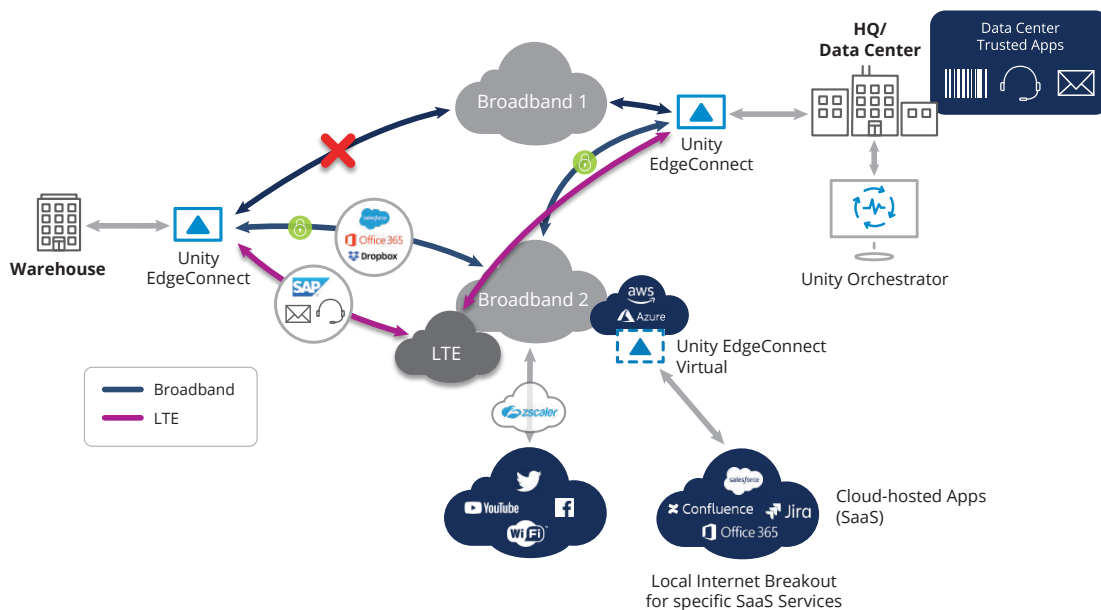 HQ/
Data Center
Data Center
Trusted Apps
Broadband 1
Unity
EdgeConnect
Warehouse
Unity
EdgeConnect
salesforce
Office 365
Dropbox
Unity Orchestrator
SAP
Broadband 2
aws
Azure
LTE
Unity EdgeConnect
Virtual
Broadband
LTE
zscaler
YouTube
WiFi
salesforce
Confluence
Jira
Office 365
Cloud-hosted Apps
(SaaS)
Local Internet Breakout
for specific SaaS Services